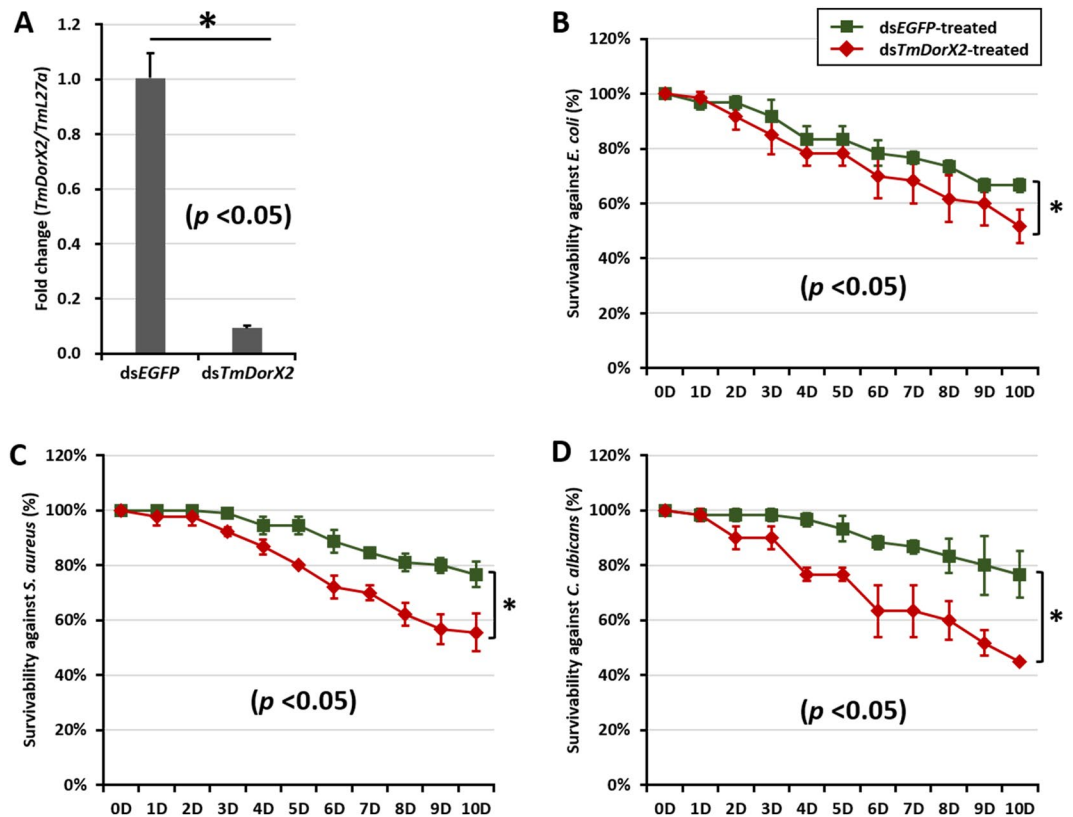 A
Fold change (TmDorX2/TmL27a)
1.2
1.0
0.8
0.6
0.4
0.2
0.0
*
(p <0.05)
dsEGFP dsTmDorX2
B
dsEGFP-treated
dsTmDorX2-treated
Survivability against E. coli (%)
120%
100%
80%
60%
40%
20%
0%
*
(p <0.05)
0D 1D 2D 3D 4D 5D 6D 7D 8D 9D 10D
C
Survivability against S. aureus (%)
120%
100%
80%
60%
40%
20%
0%
*
(p <0.05)
0D 1D 2D 3D 4D 5D 6D 7D 8D 9D 10D
D
Survivability against C. albicans (%)
120%
100%
80%
60%
40%
20%
0%
*
(p <0.05)
0D 1D 2D 3D 4D 5D 6D 7D 8D 9D 10D